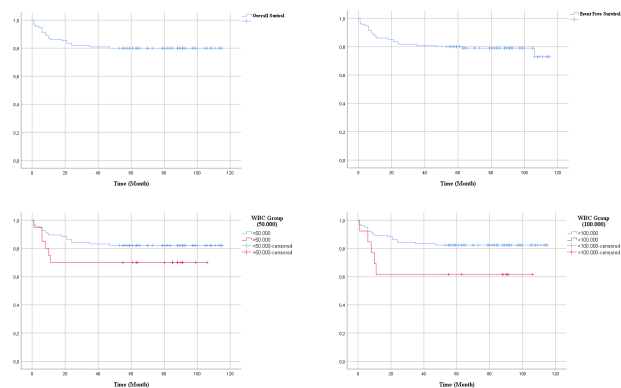 Overall Survival
1,0
0,8
0,6
0,4
0,2
0,0
0 20 40 60 80 100 120
Time (Month)
Event Free Survival
1,0
0,8
0,6
0,4
0,2
0,0
0 20 40 60 80 100 120
Time (Month)
WBC Group
(50.000)
<50.000
>50.000
<50.000-censored
>50.000-censored
1,0
0,8
0,6
0,4
0,2
0,0
0 20 40 60 80 100 120
Time (Month)
WBC Group
(100.000)
<100.000
>100.000
<100.000-censored
>100.000-censored
1,0
0,8
0,6
0,4
0,2
0,0
0 20 40 60 80 100 120
Time (Month)